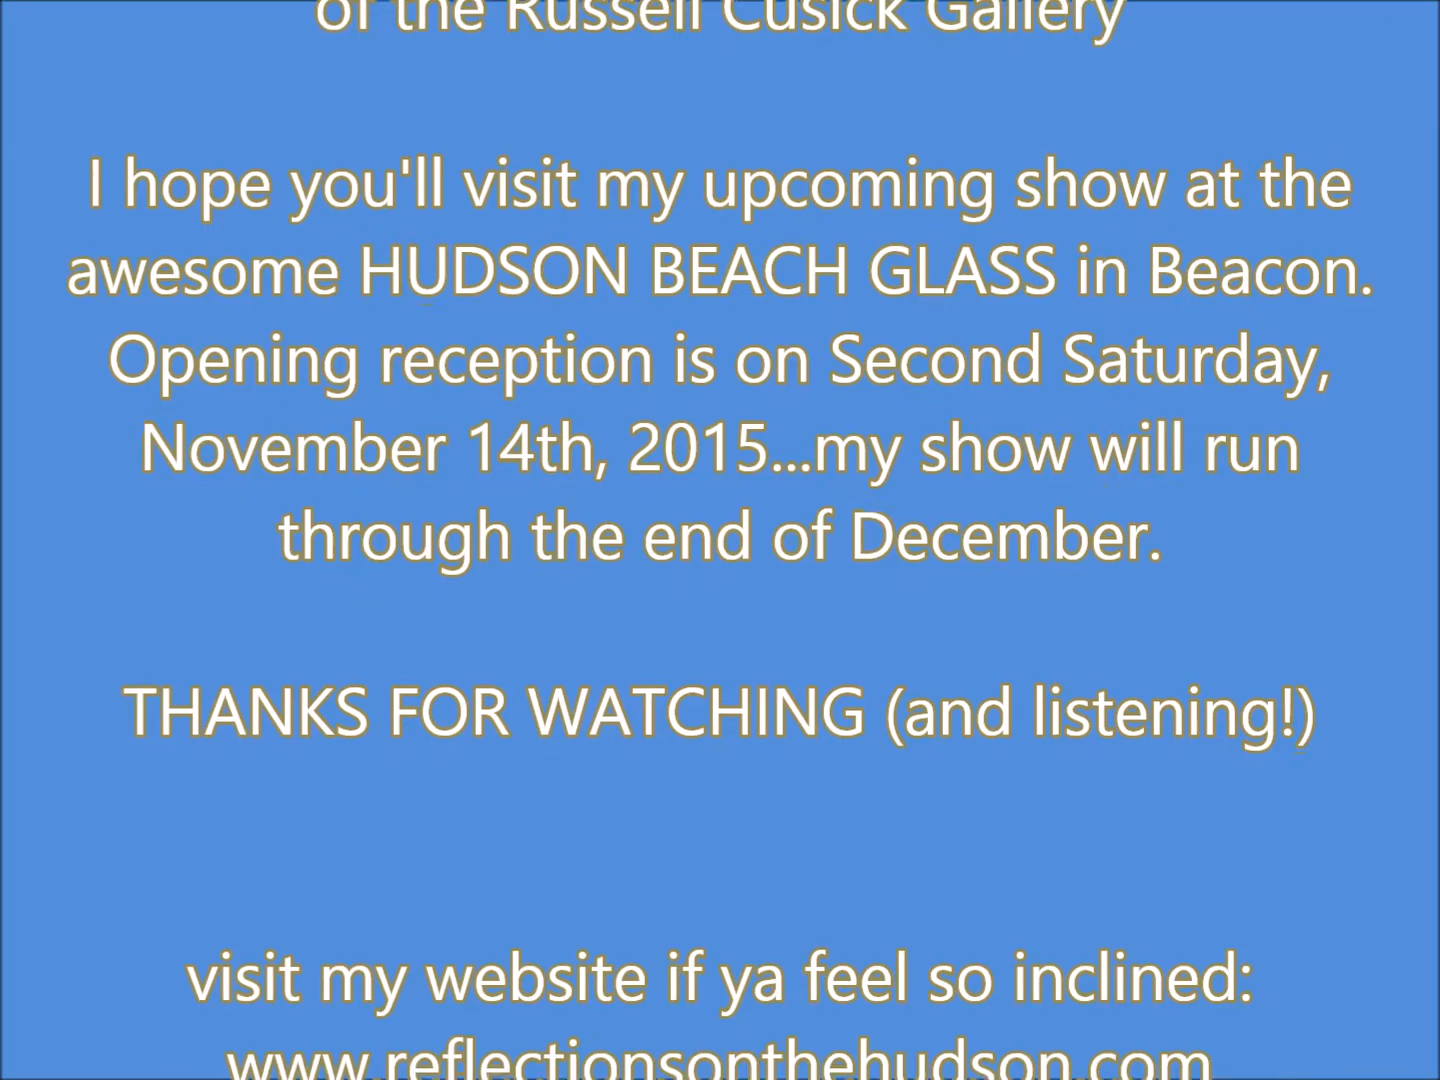 of the Russell Cusick Gallery
I hope you'll visit my upcoming show at the
awesome HUDSON BEACH GLASS in Beacon.
Opening reception is on Second Saturday,
November 14th, 2015...my show will run
through the end of December.
THANKS FOR WATCHING (and listening!)
visit my website if ya feel so inclined:
www.reflectionsonthehudson.com